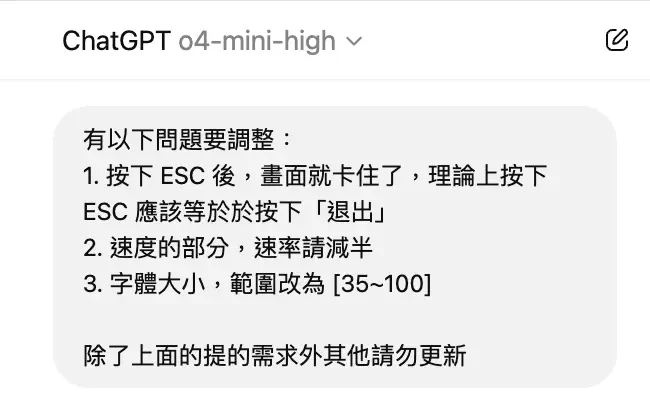 ChatGPT o4-mini-high
有以下問題要調整：
1. 按下 ESC 後，畫面就卡住了，理論上按下
ESC 應該等於於按下「退出」
2. 速度的部分，速率請減半
3. 字體大小，範圍改為 [35~100]
除了上面的提的需求外其他請勿更新